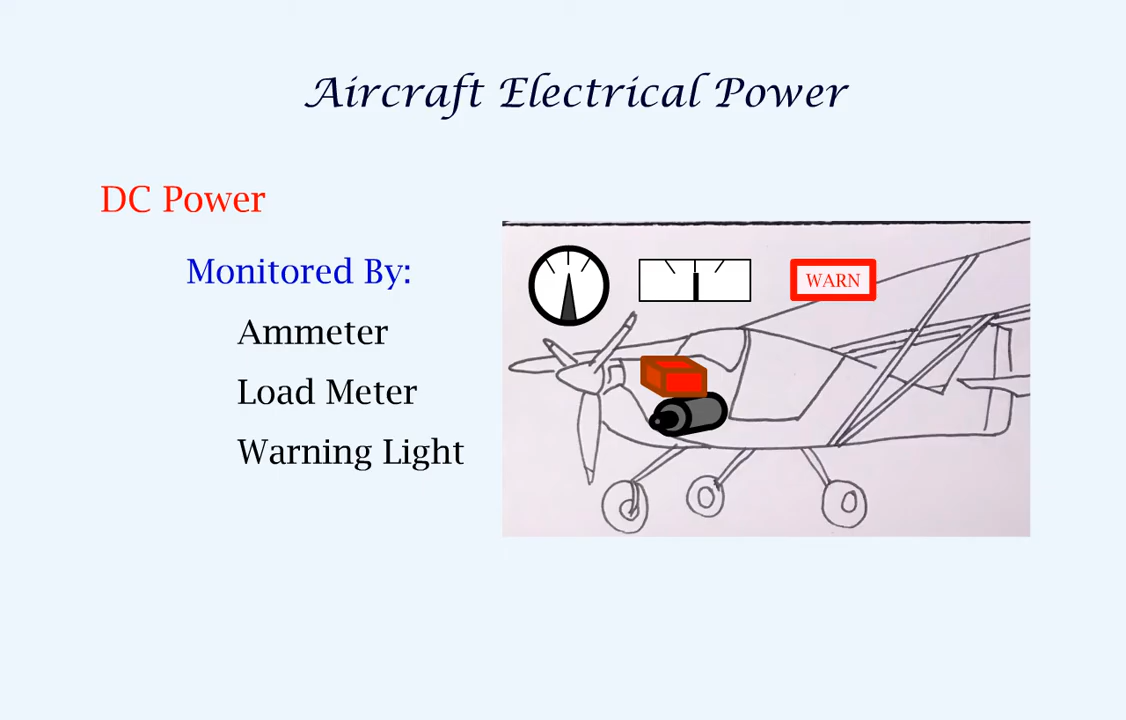 Aircraft Electrical Power
DC Power
Monitored By:
Ammeter
Load Meter
Warning Light
WARN